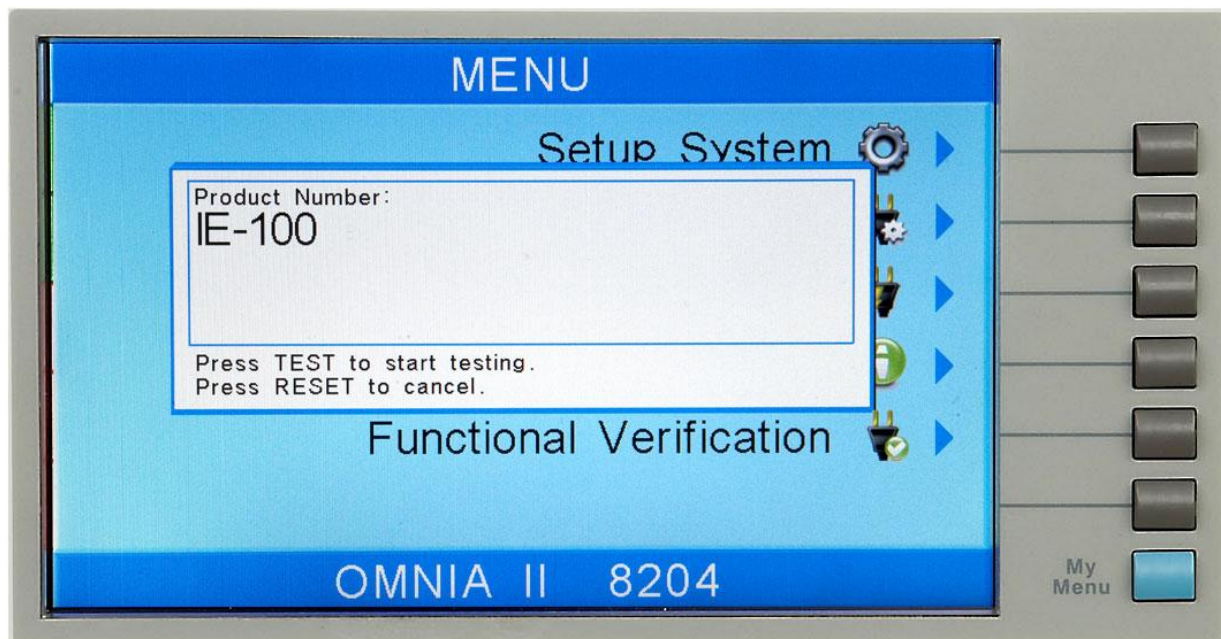 MENU
Setup System
Product Number:
IE-100
Press TEST to start testing.
Press RESET to cancel.
Functional Verification
OMNIA II 8204
My
Menu